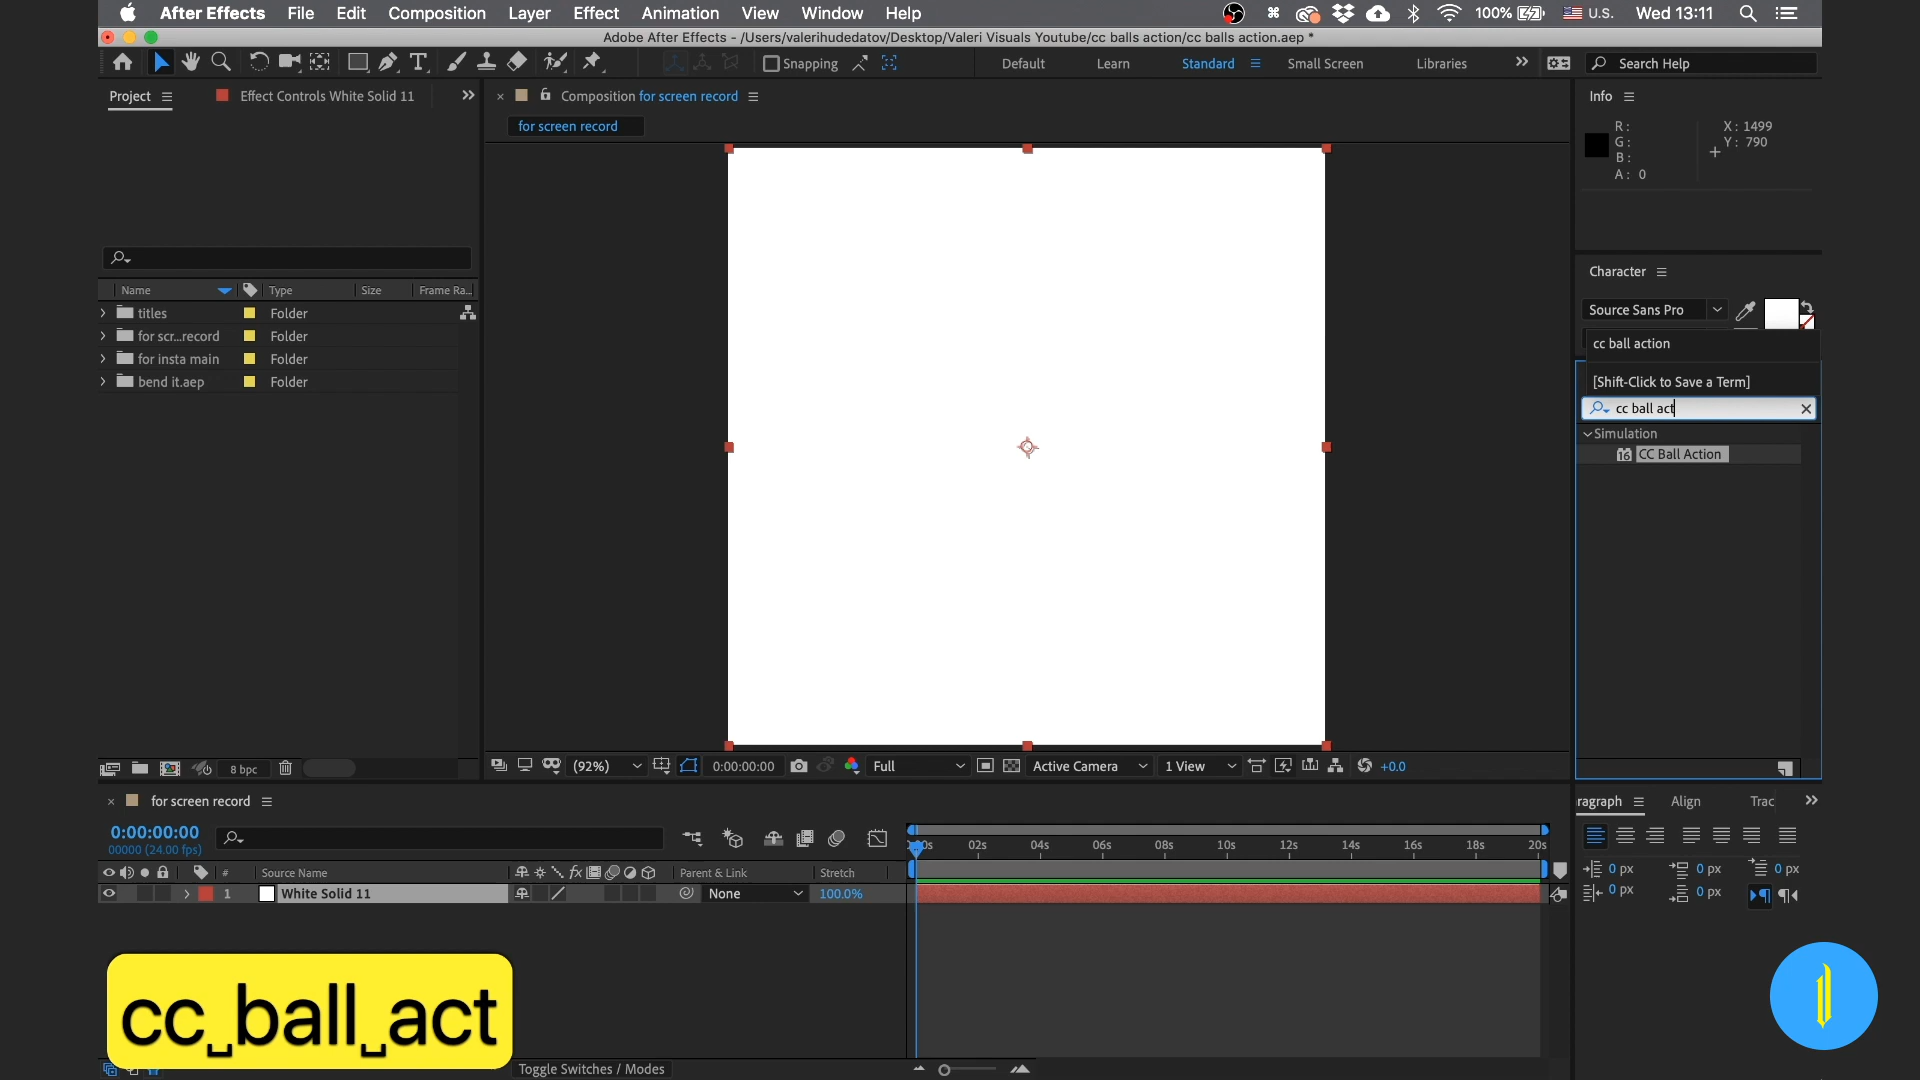 After Effects File Edit Composition Layer Effect Animation View Window Help 100% U.S. Wed 13:11
Adobe After Effects - /Users/valerihudedatov/Desktop/Valeri Visuals Youtube/cc balls action/cc balls action.aep *
Snapping Default Learn Standard Small Screen Libraries Search Help
Project Effect Controls White Solid 11 Composition for screen record Info
for screen record
R: X: 1499
G: Y: 790
B:
A: 0
Character
Name Type Size Frame Ra...
titles Folder
Source Sans Pro
for scr...record Folder
cc ball action
for insta main Folder
bend it.aep Folder
[Shift-Click to Save a Term]
cc ball act
Simulation
16 CC Ball Action
8 bpc (92%) 0:00:00:00 Full Active Camera 1 View +0.0
for screen record
ragraph Align Trac
0:00:00:00
00000 (24.00 fps)
02s 04s 06s 08s 10s 12s 14s 16s 18s 20s
# Source Name Parent & Link Stretch
0 px 0 px 0 px
1 White Solid 11 None 100.0%
0 px 0 px
cc␣ball␣act
Toggle Switches / Modes